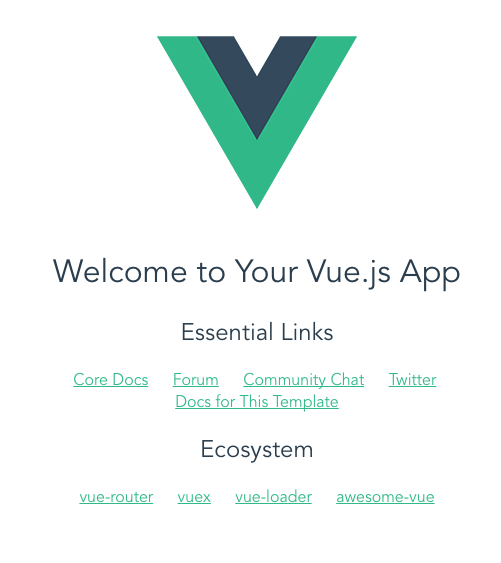 Welcome to Your Vue.js App
Essential Links
Core Docs Forum Community Chat Twitter
Docs for This Template
Ecosystem
vue-router vuex vue-loader awesome-vue